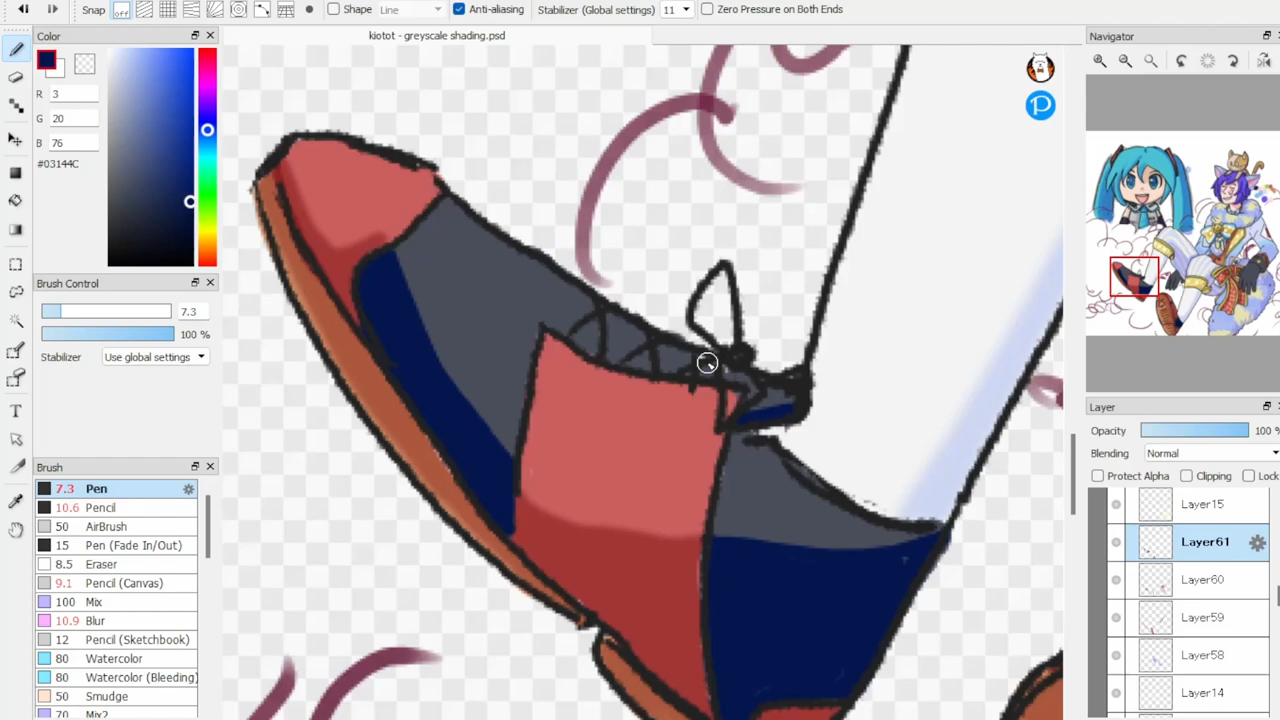 Snap off Shape Line Anti-aliasing Stabilizer (Global settings) 11 Zero Pressure on Both Ends
Color
kiotot - greyscale shading.psd
Navigator
R 3
G 20
B 76
#03144C
Brush Control
7.3
100 %
Stabilizer Use global settings
Brush
7.3 Pen
10.6 Pencil
50 AirBrush
15 Pen (Fade In/Out)
8.5 Eraser
9.1 Pencil (Canvas)
100 Mix
10.9 Blur
12 Pencil (Sketchbook)
80 Watercolor
80 Watercolor (Bleeding)
50 Smudge
70 Mix2
Layer
Opacity 100 %
Blending Normal
Protect Alpha Clipping Lock
Layer15
Layer61
Layer60
Layer59
Layer58
Layer14